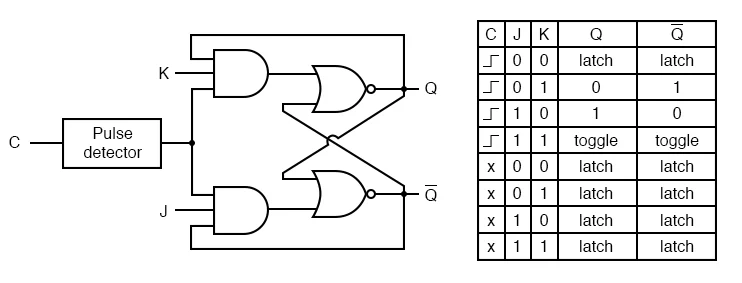 K
Q
C
Pulse
detector
J
Q̅
C J K Q Q̅
0 0 latch latch
0 1 0 1
1 0 1 0
1 1 toggle toggle
x 0 0 latch latch
x 0 1 latch latch
x 1 0 latch latch
x 1 1 latch latch